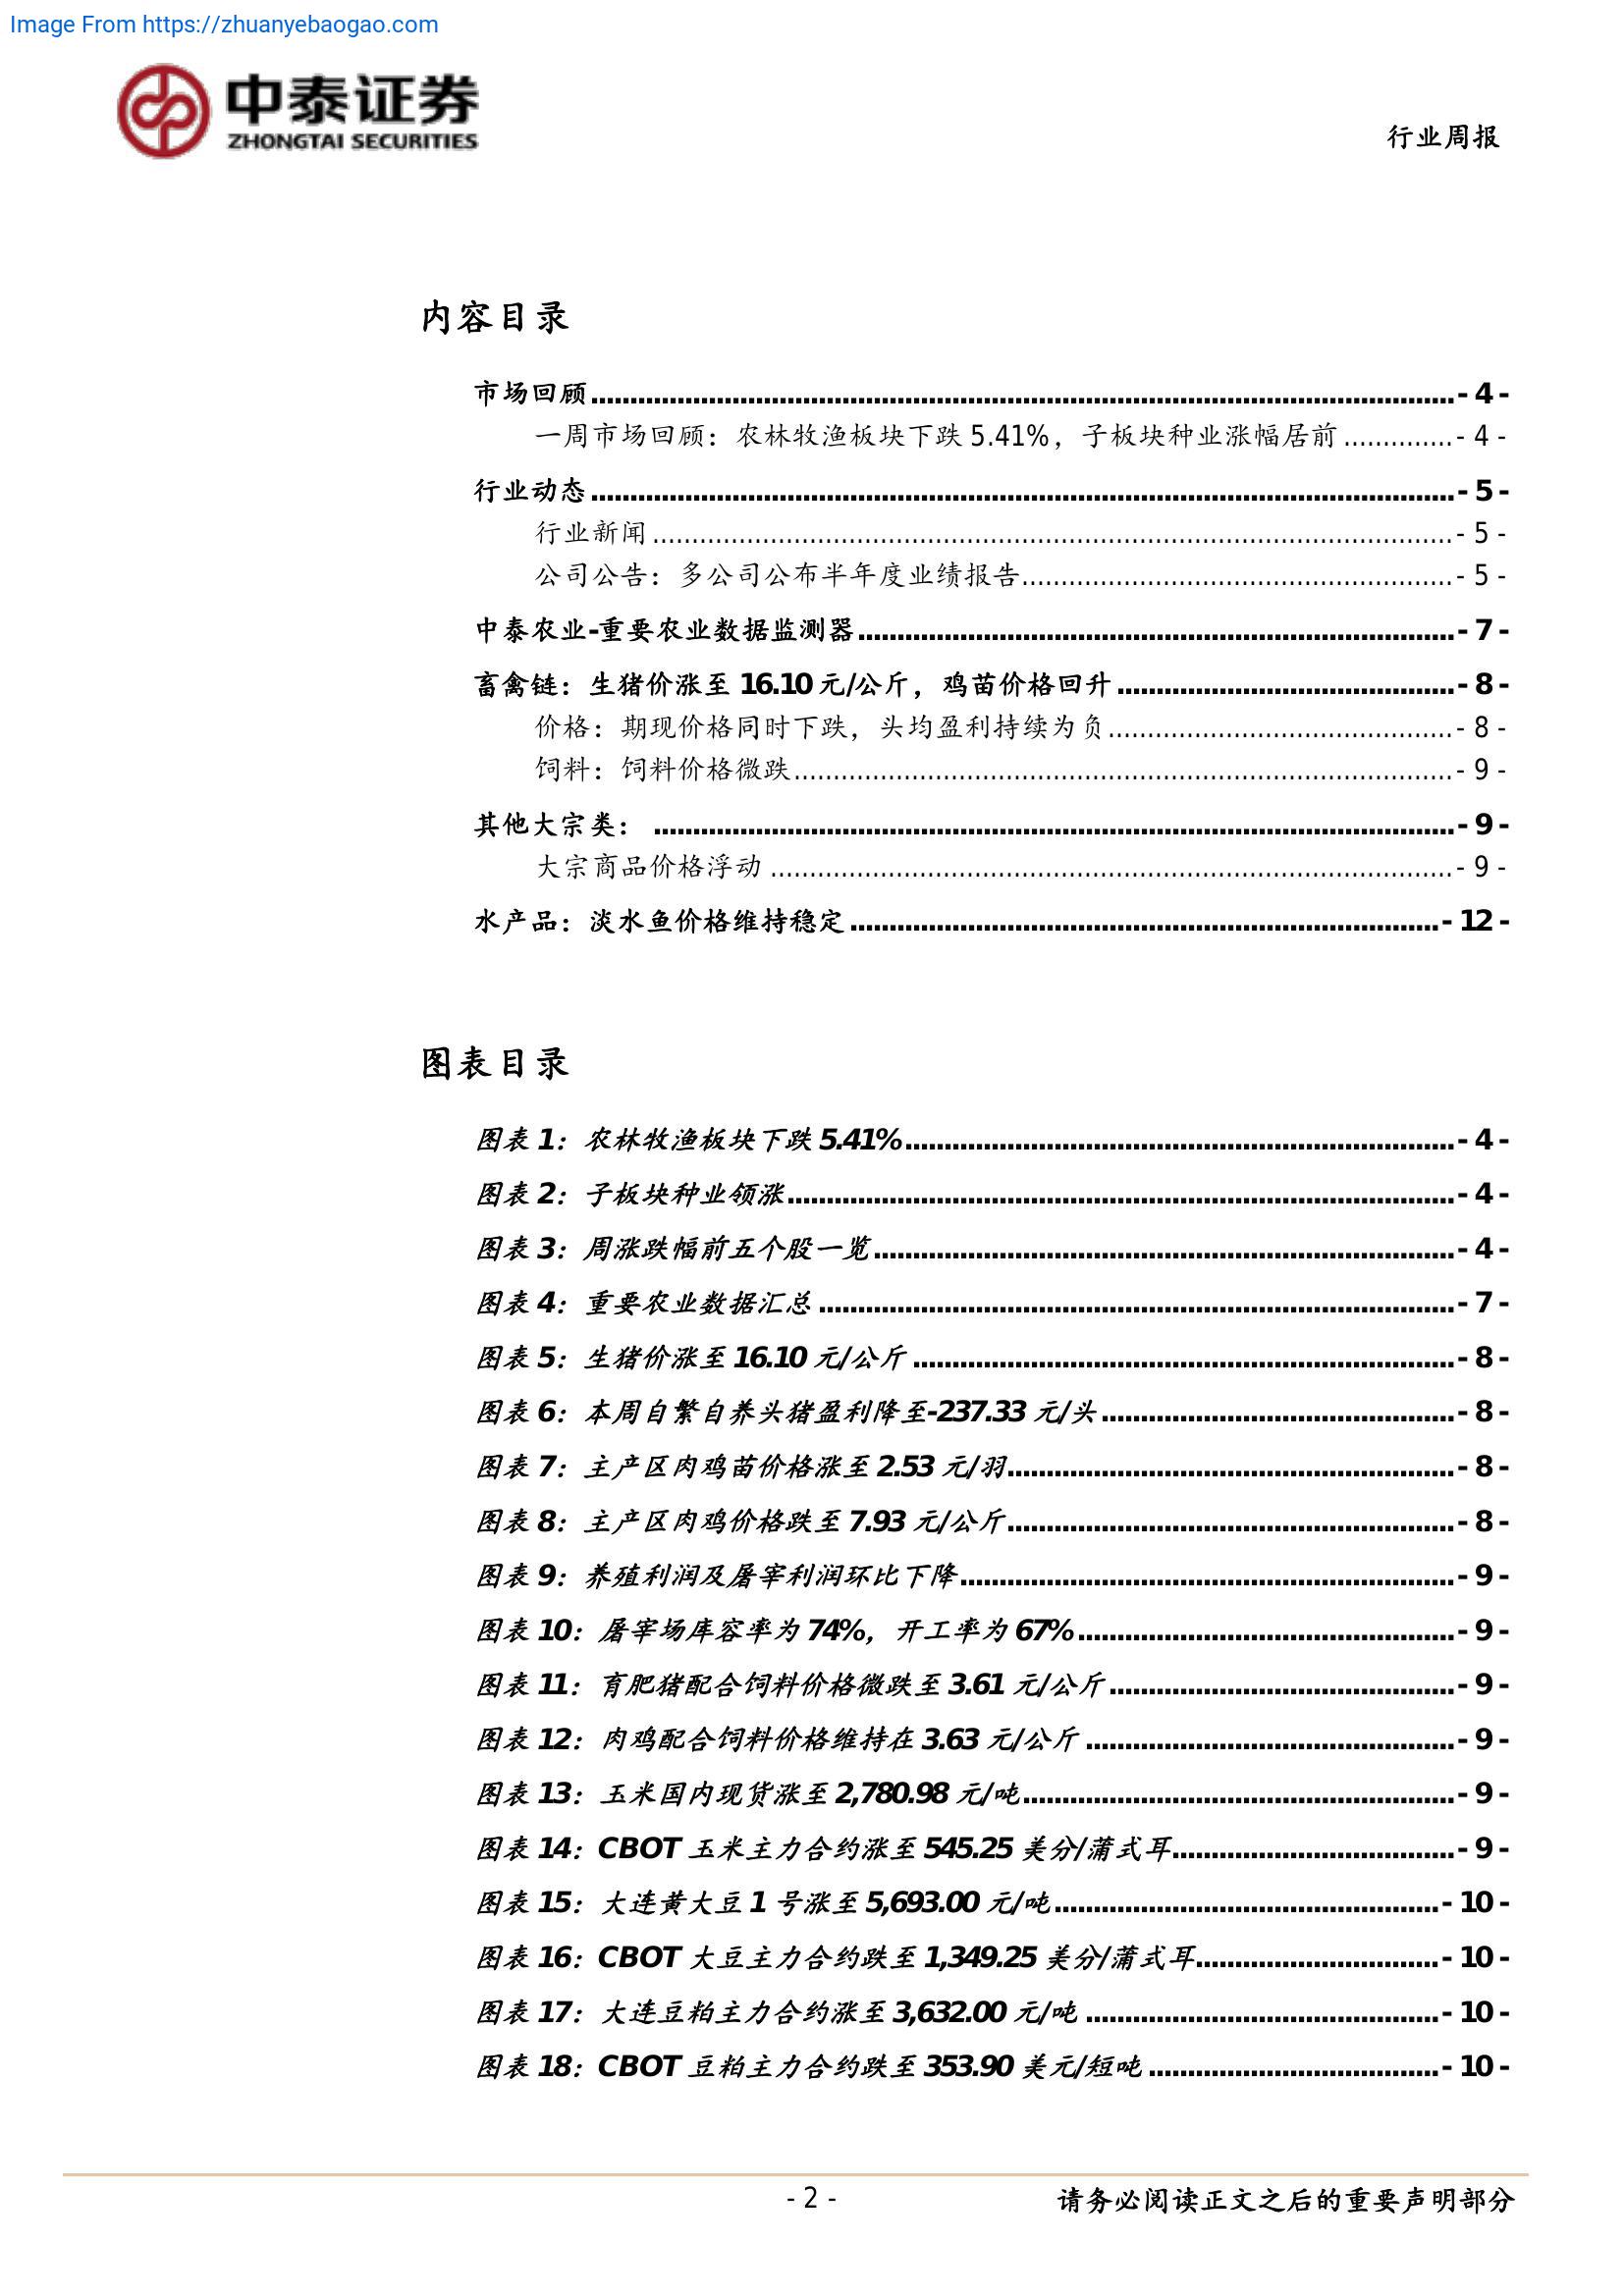 Image From https://zhuanyebaogao.com
中泰证券
ZHONGTAI SECURITIES
行业周报
内容目录
市场回顾 - 4 -
一周市场回顾：农林牧渔板块下跌 5.41%，子板块种业涨幅居前 - 4 -
行业动态 - 5 -
行业新闻 - 5 -
公司公告：多公司公布半年度业绩报告 - 5 -
中泰农业-重要农业数据监测器 - 7 -
畜禽链：生猪价涨至 16.10 元/公斤，鸡苗价格回升 - 8 -
价格：期现价格同时下跌，头均盈利持续为负 - 8 -
饲料：饲料价格微跌 - 9 -
其他大宗类： - 9 -
大宗商品价格浮动 - 9 -
水产品：淡水鱼价格维持稳定 - 12 -
图表目录
图表 1：农林牧渔板块下跌 5.41% - 4 -
图表 2：子板块种业领涨 - 4 -
图表 3：周涨跌幅前五个股一览 - 4 -
图表 4：重要农业数据汇总 - 7 -
图表 5：生猪价涨至 16.10 元/公斤 - 8 -
图表 6：本周自繁自养头猪盈利降至-237.33 元/头 - 8 -
图表 7：主产区肉鸡苗价格涨至 2.53 元/羽 - 8 -
图表 8：主产区肉鸡价格跌至 7.93 元/公斤 - 8 -
图表 9：养殖利润及屠宰利润环比下降 - 9 -
图表 10：屠宰场库容率为 74%，开工率为 67% - 9 -
图表 11：育肥猪配合饲料价格微跌至 3.61 元/公斤 - 9 -
图表 12：肉鸡配合饲料价格维持在 3.63 元/公斤 - 9 -
图表 13：玉米国内现货涨至 2,780.98 元/吨 - 9 -
图表 14：CBOT 玉米主力合约涨至 545.25 美分/蒲式耳 - 9 -
图表 15：大连黄大豆 1 号涨至 5,693.00 元/吨 - 10 -
图表 16：CBOT 大豆主力合约跌至 1,349.25 美分/蒲式耳 - 10 -
图表 17：大连豆粕主力合约涨至 3,632.00 元/吨 - 10 -
图表 18：CBOT 豆粕主力合约跌至 353.90 美元/短吨 - 10 -
- 2 -
请务必阅读正文之后的重要声明部分